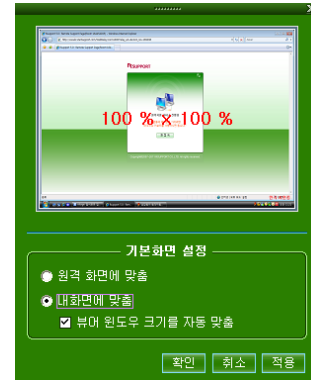 Rsupport
100 % × 100 %
기본화면 설정
원격 화면에 맞춤
내화면에 맞춤
뷰어 윈도우 크기를 자동 맞춤
확인
취소
적용